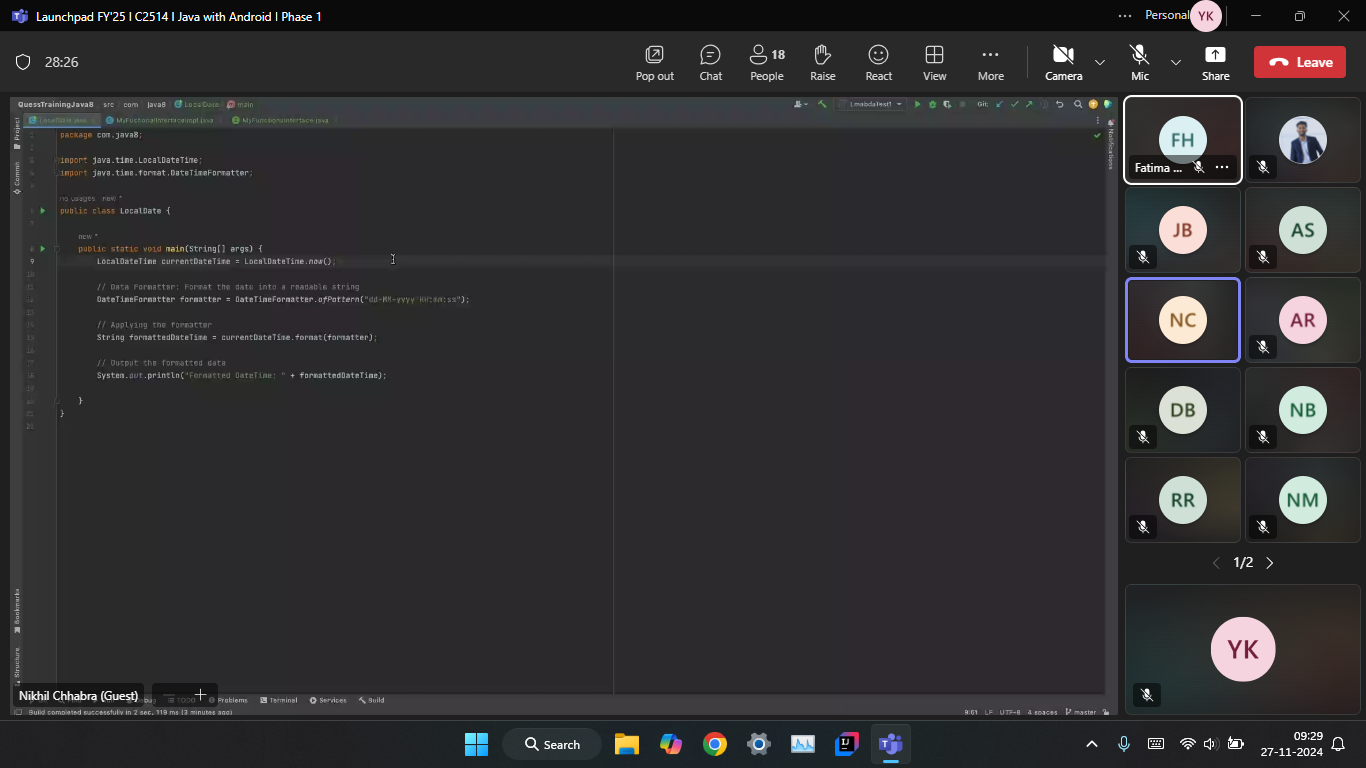 Launchpad FY'25 | C2514 | Java with Android | Phase 1
Personal
YK
28:26
Pop out
Chat
18
People
Raise
React
View
More
Camera
Mic
Share
Leave
QuessTrainingJava8 src com java8 LocalDate main
LmabdaTest1
Git:
LocalDate.java
MyFunctionalInterfaceImpl.java
MyFunctionalInterface.java
Project
Commit
Notifications
package com.java8;
import java.time.LocalDateTime;
import java.time.format.DateTimeFormatter;
no usages new *
public class LocalDate {
new *
public static void main(String[] args) {
LocalDateTime currentDateTime = LocalDateTime.now();
// Data Formatter: Format the data into a readable string
DateTimeFormatter formatter = DateTimeFormatter.ofPattern("dd-MM-yyyy HH:mm:ss");
// Applying the formatter
String formattedDateTime = currentDateTime.format(formatter);
// Output the formatted data
System.out.println("Formatted DateTime: " + formattedDateTime);
}
}
Bookmarks
Structure
Nikhil Chhabra (Guest)
TODO
Problems
Terminal
Services
Build
Build completed successfully in 2 sec, 119 ms (3 minutes ago)
9:61 LF UTF-8 4 spaces master
FH
Fatima ...
JB
AS
NC
AR
DB
NB
RR
NM
1/2
YK
Search
09:29
27-11-2024